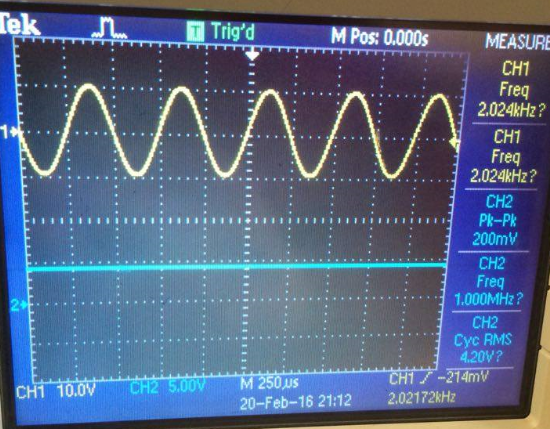 Tek Trig'd M Pos: 0.000s MEASURE
CH1
Freq
2.024kHz?
CH1
Freq
2.024kHz?
CH2
Pk-Pk
200mV
CH2
Freq
1.000MHz?
CH2
Cyc RMS
4.20V?
1
2
CH1 10.0V CH2 5.00V M 250µs CH1 -214mV
20-Feb-16 21:12 2.02172kHz